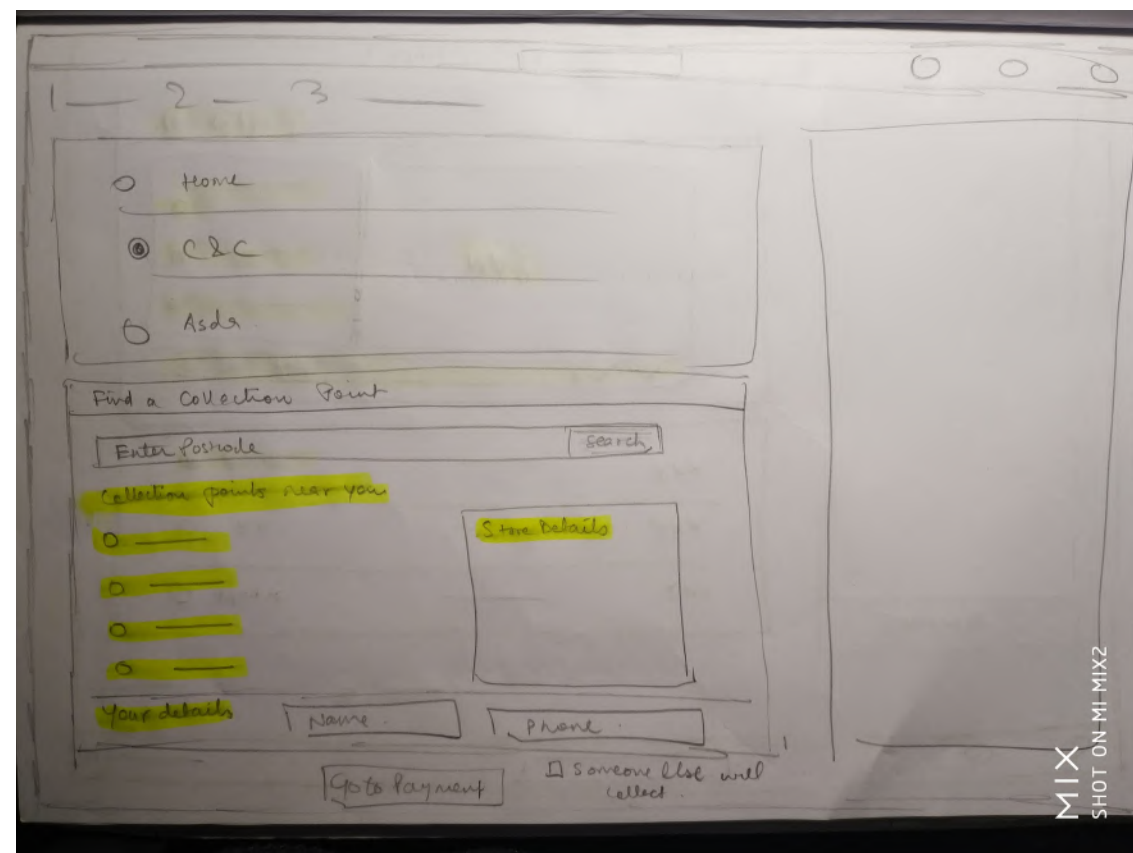 1 2 3
Home
C&C
Asda
Find a Collection Point
Enter Postcode
search
Collection points near you
Store Details
Your details
Name
Phone
Go to Payment
Someone Else will
collect.
MIX
SHOT ON MI MIX2